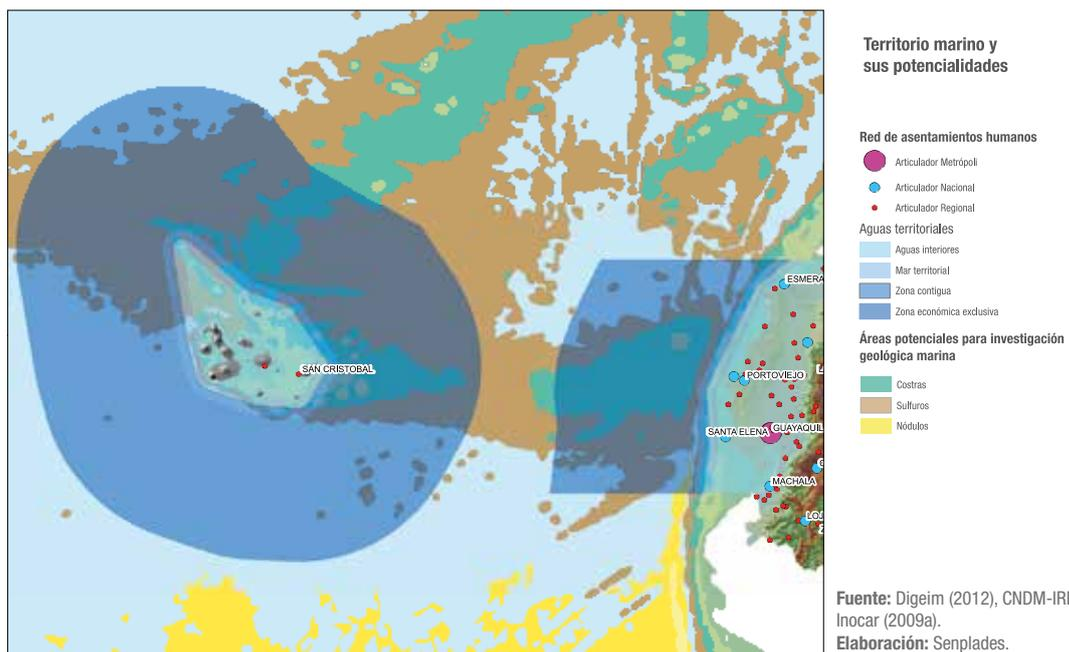 Territorio marino y
sus potencialidades
Red de asentamientos humanos
Articulador Metrópoli
Articulador Nacional
Articulador Regional
Aguas territoriales
Aguas interiores
Mar territorial
Zona contigua
Zona económica exclusiva
Áreas potenciales para investigación
geológica marina
Costras
Sulfuros
Nódulos
ESMERA
SAN CRISTOBAL
PORTOVIEJO
SANTA ELENA
GUAYAQUIL
MACHALA
LOJ
Fuente: Digeim (2012), CNDM-IRI
Inocar (2009a).
Elaboración: Senplades.